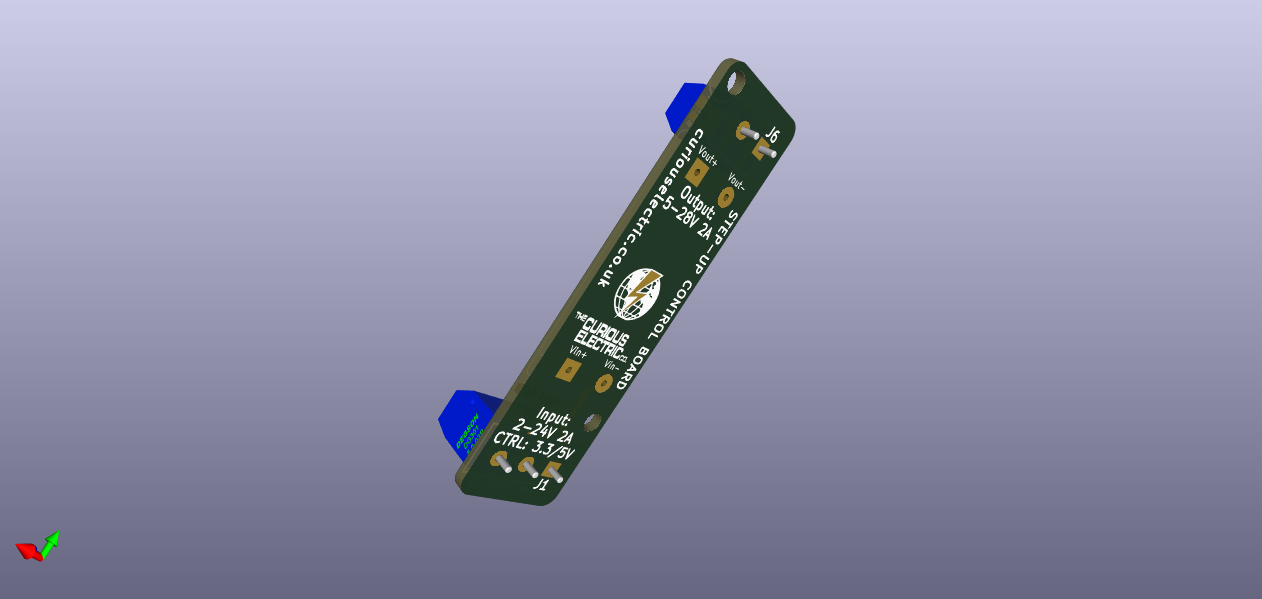 J6
curiouselectric.co.uk
Vout+
Vout-
Output:
5-28V 2A
STEP-UP CONTROL BOARD
THE
CURIOUS
ELECTRIC CO.
Vin+
Vin-
Input:
2-24V 2A
CTRL: 3.3/5V
J1